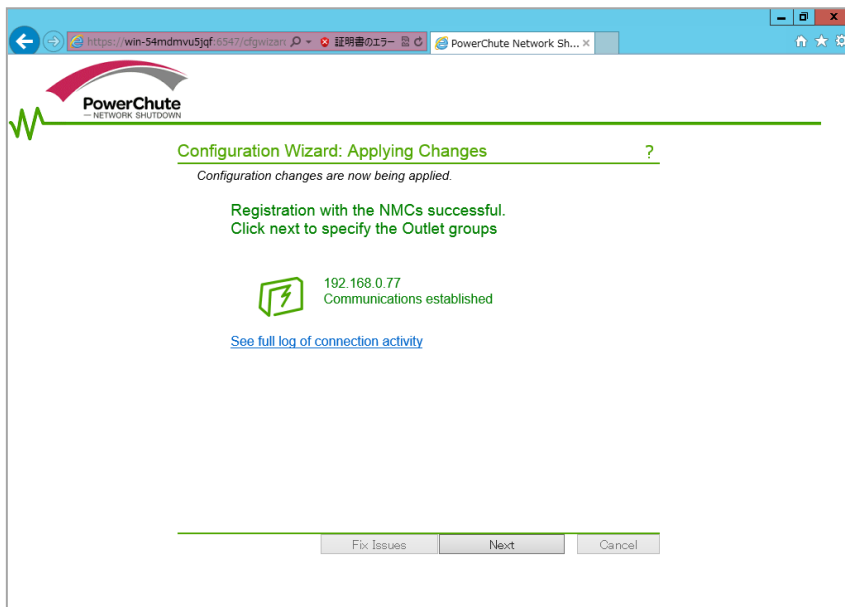 https://win-54mdmvu5jqf:6547/cfgwizar
証明書のエラー
PowerChute Network Sh...
PowerChute
NETWORK SHUTDOWN
Configuration Wizard: Applying Changes
?
Configuration changes are now being applied.
Registration with the NMCs successful.
Click next to specify the Outlet groups
192.168.0.77
Communications established
See full log of connection activity
Fix Issues
Next
Cancel